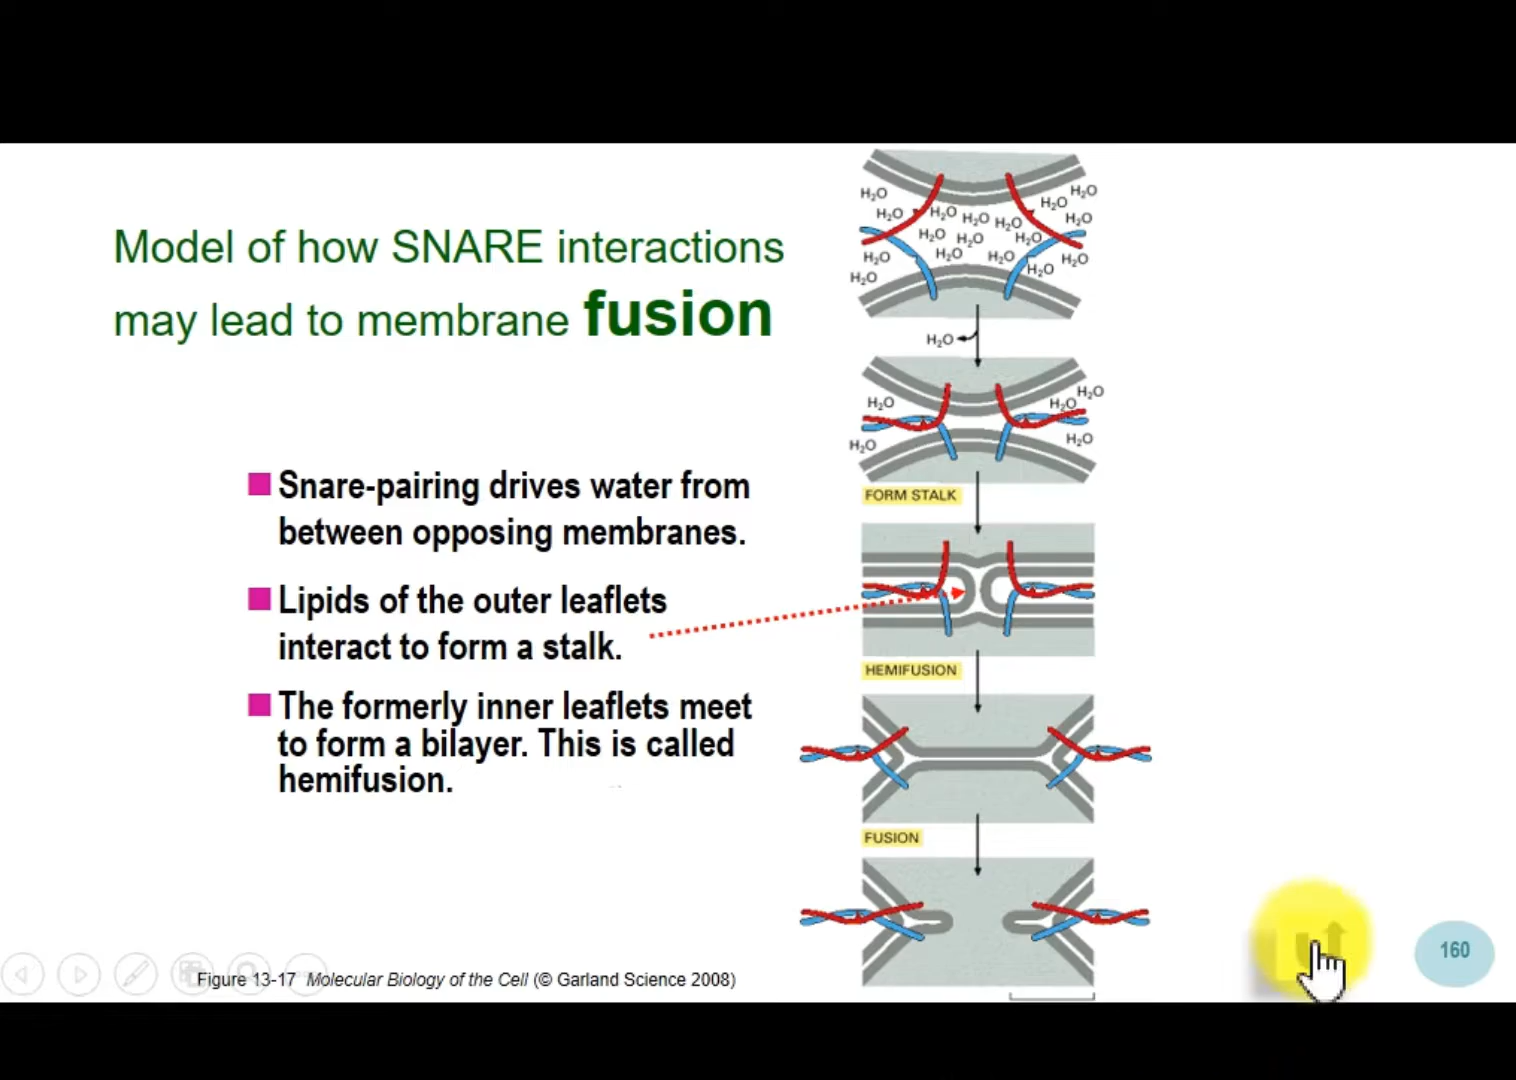 Model of how SNARE interactions
may lead to membrane fusion
Snare-pairing drives water from
between opposing membranes.
Lipids of the outer leaflets
interact to form a stalk.
The formerly inner leaflets meet
to form a bilayer. This is called
hemifusion.
H₂O H₂O
H₂O H₂O H₂O H₂O H₂O H₂O
H₂O H₂O H₂O
H₂O H₂O H₂O H₂O
H₂O H₂O
H₂O
H₂O H₂O H₂O
H₂O H₂O
FORM STALK
HEMIFUSION
FUSION
Figure 13-17 Molecular Biology of the Cell (© Garland Science 2008)
160